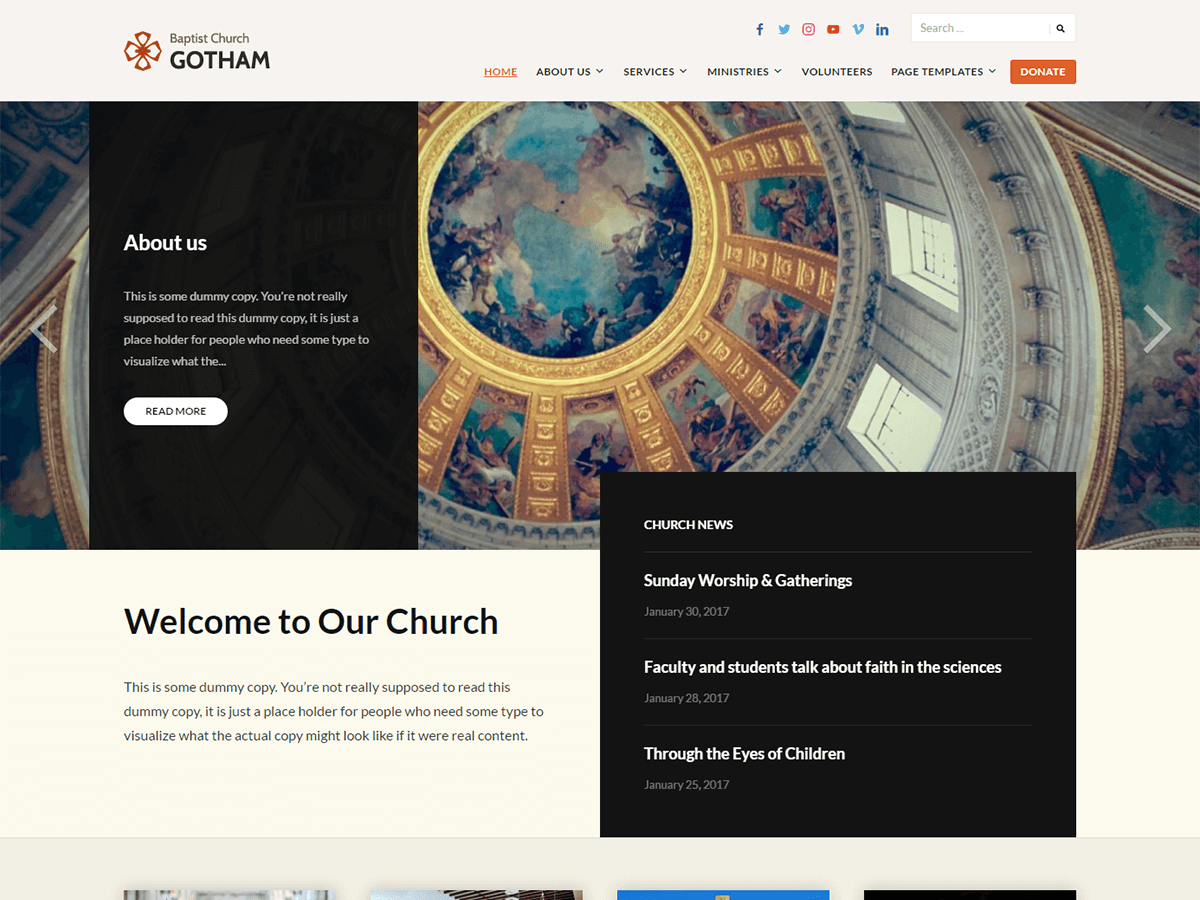 Baptist Church
GOTHAM
Search ...
HOME
ABOUT US
SERVICES
MINISTRIES
VOLUNTEERS
PAGE TEMPLATES
DONATE
About us
This is some dummy copy. You’re not really
supposed to read this dummy copy, it is just a
place holder for people who need some type to
visualize what the...
READ MORE
Welcome to Our Church
This is some dummy copy. You’re not really supposed to read this
dummy copy, it is just a place holder for people who need some type to
visualize what the actual copy might look like if it were real content.
CHURCH NEWS
Sunday Worship & Gatherings
January 30, 2017
Faculty and students talk about faith in the sciences
January 28, 2017
Through the Eyes of Children
January 25, 2017